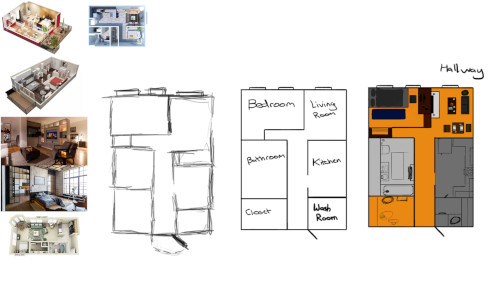 Hallway
Bedroom
Living
Room
Bathroom
Kitchen
Closet
Wash
Room